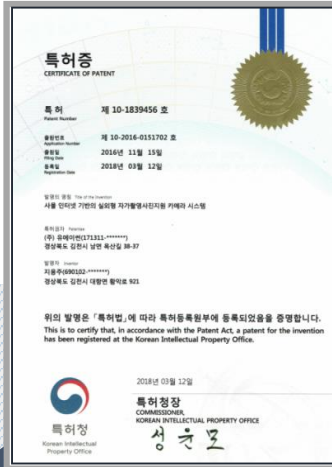 특허증
CERTIFICATE OF PATENT
특 허 제 10-1839456 호
Patent Number
출원번호 제 10-2016-0151702 호
Application Number
출원일 2016년 11월 15일
Filing Date
등록일 2018년 03월 12일
Registration Date
발명의 명칭 Title of the Invention
사물 인터넷 기반의 실외형 자가촬영사진지원 카메라 시스템
특허권자 Patentee
(주) 유에이씨(171311-*******)
경상북도 김천시 남면 옥산길 38-37
발명자 Inventor
지용주(690102-*******)
경상북도 김천시 대항면 황악로 921
위의 발명은 「특허법」에 따라 특허등록원부에 등록되었음을 증명합니다.
This is to certify that, in accordance with the Patent Act, a patent for the invention
has been registered at the Korean Intellectual Property Office.
2018년 03월 12일
특허청장
COMMISSIONER,
KOREAN INTELLECTUAL PROPERTY OFFICE
성윤모
특허청
Korean Intellectual
Property Office